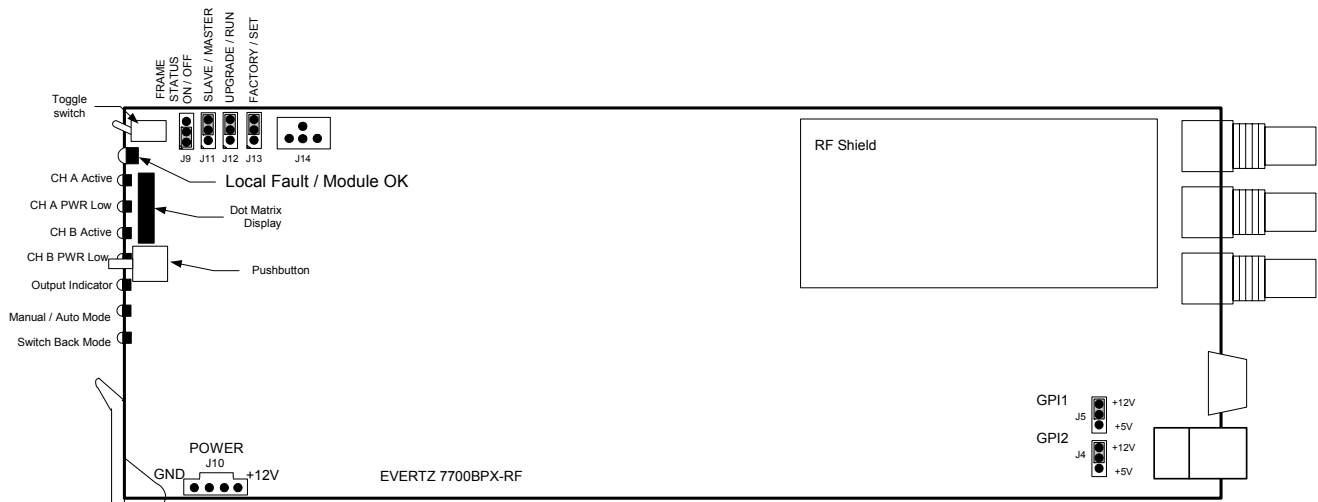 FRAME
STATUS
ON / OFF
SLAVE / MASTER
UPGRADE / RUN
FACTORY / SET
Toggle
switch
J9
J11
J12
J13
J14
Local Fault / Module OK
CH A Active
CH A PWR Low
CH B Active
CH B PWR Low
Output Indicator
Manual / Auto Mode
Switch Back Mode
Dot Matrix
Display
Pushbutton
RF Shield
GPI1
J5
+12V
+5V
GPI2
J4
+12V
+5V
POWER
J10
GND
+12V
EVERTZ 7700BPX-RF